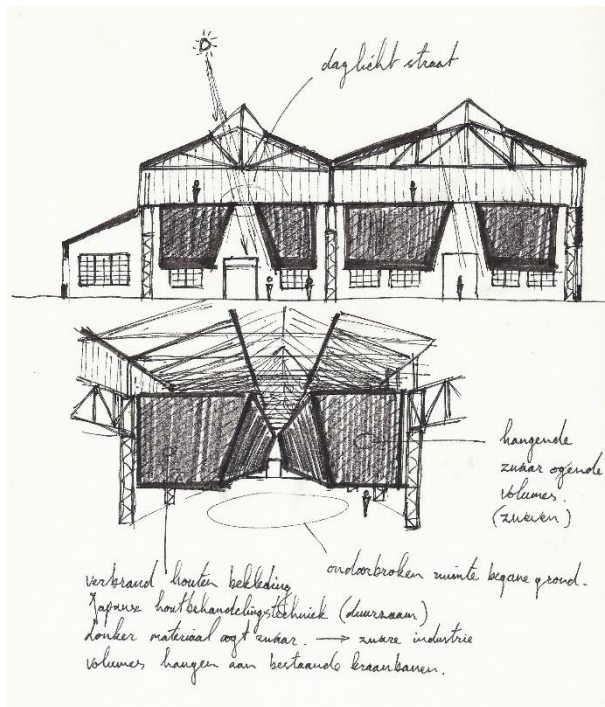 daglicht straat
hangende
zwaar ogende
volumes.
(zweven)
ondoorbroken ruimte begane grond.
verbrand houten bekleding
Japanse houtbehandelingstechniek (duurzaam)
donker materiaal oogt zwaar. → zware industrie
volumes hangen aan bestaande kraanbanen.